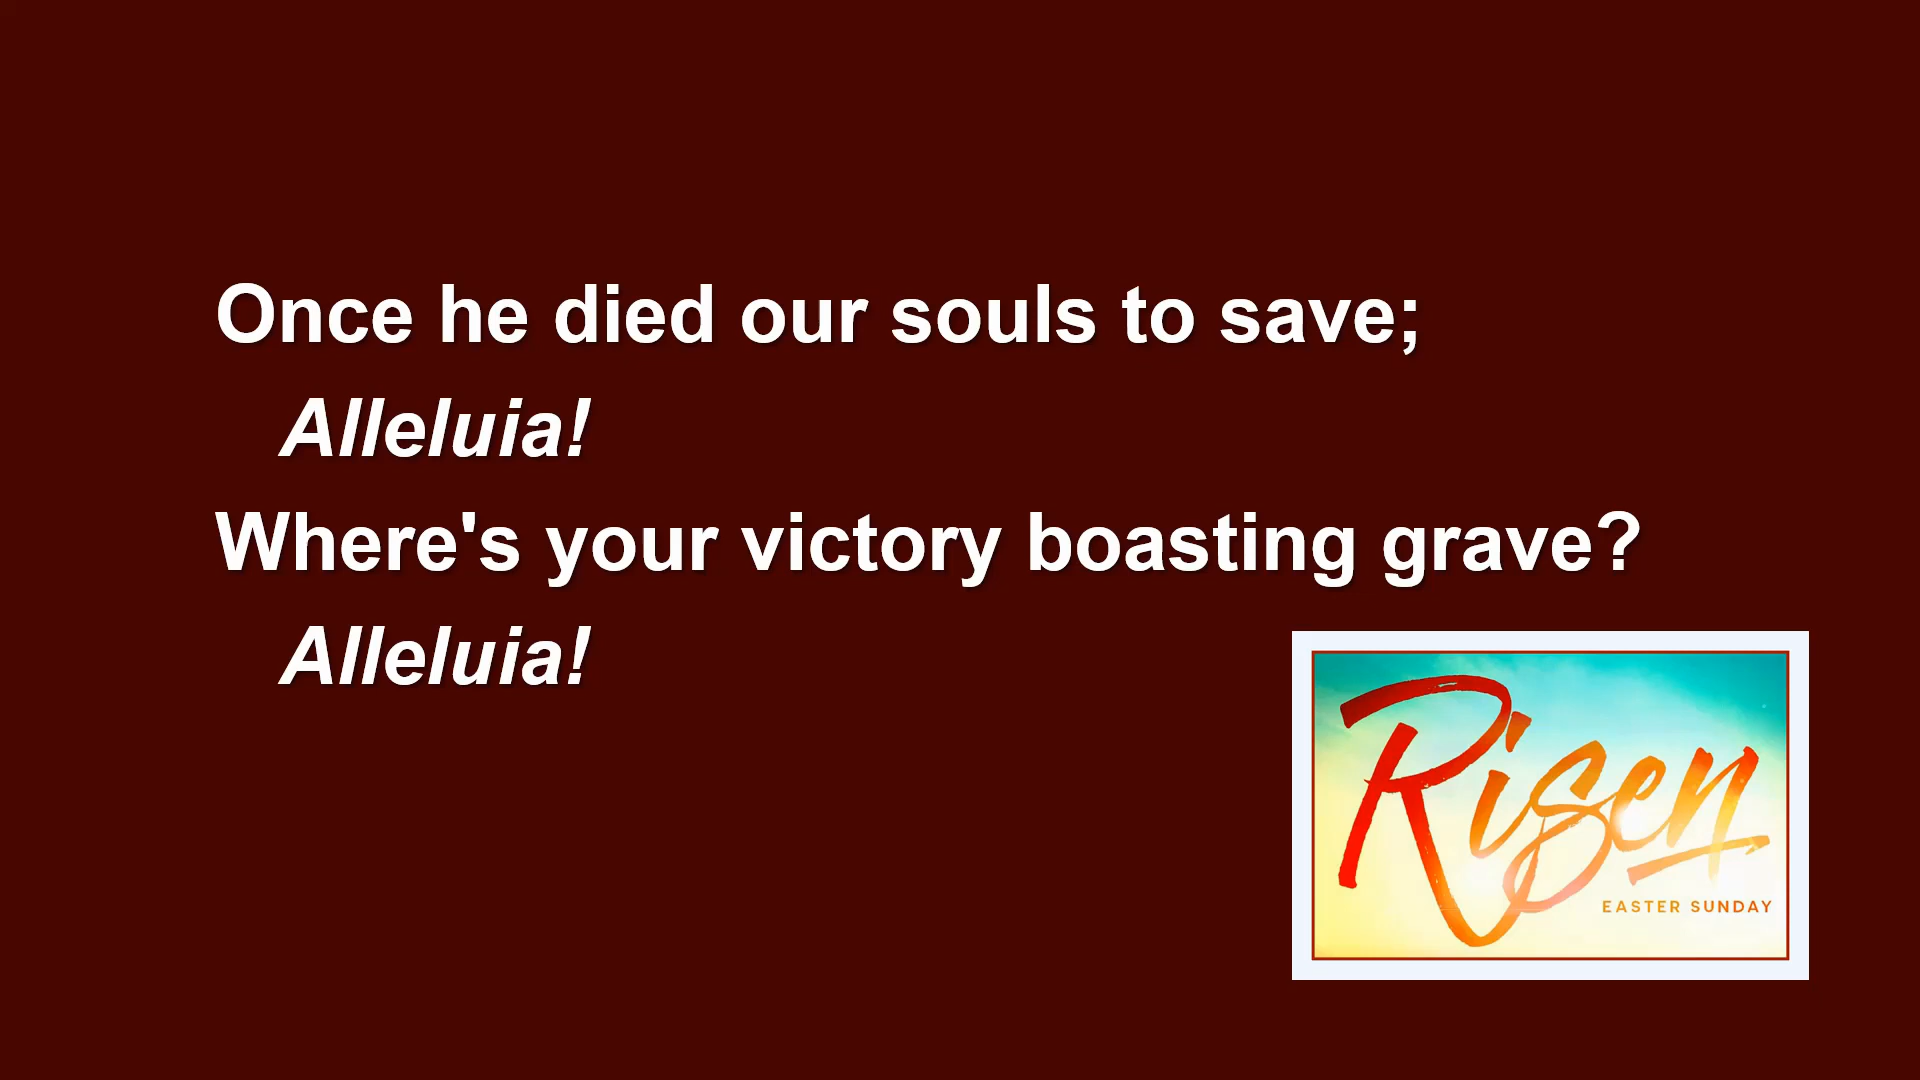 Once he died our souls to save;
Alleluia!
Where's your victory boasting grave?
Alleluia!
Risen
EASTER SUNDAY